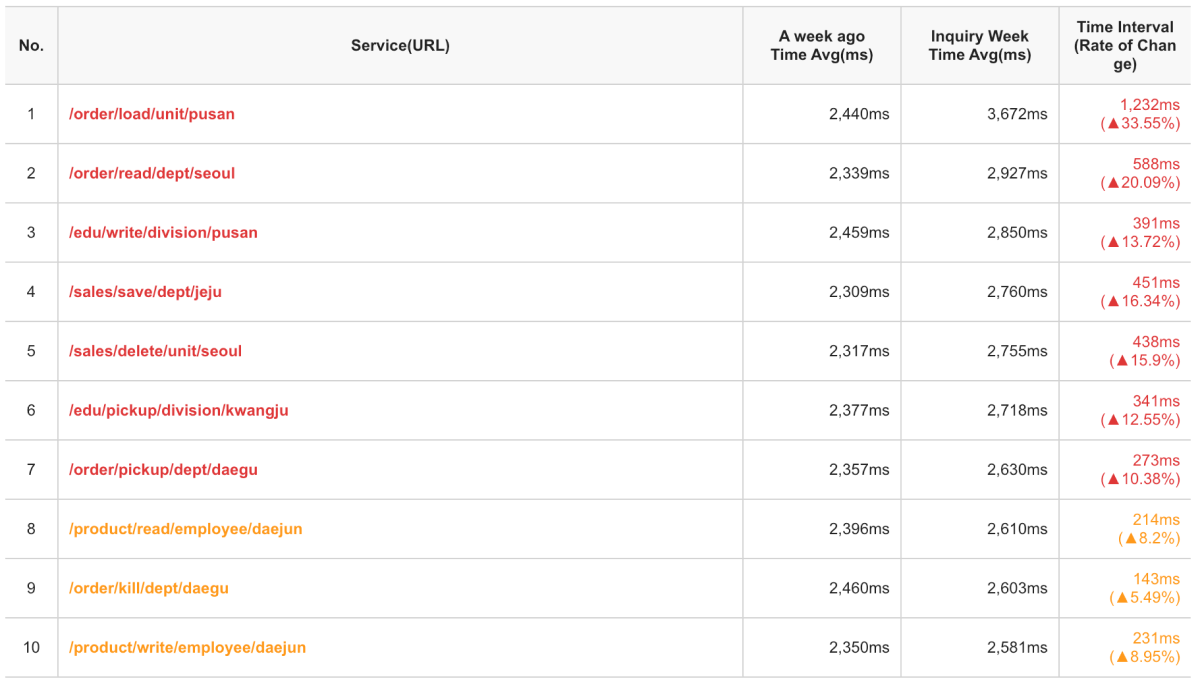 No.
Service(URL)
A week ago
Time Avg(ms)
Inquiry Week
Time Avg(ms)
Time Interval
(Rate of Chan
ge)
1
/order/load/unit/pusan
2,440ms
3,672ms
1,232ms
(▲33.55%)
2
/order/read/dept/seoul
2,339ms
2,927ms
588ms
(▲20.09%)
3
/edu/write/division/pusan
2,459ms
2,850ms
391ms
(▲13.72%)
4
/sales/save/dept/jeju
2,309ms
2,760ms
451ms
(▲16.34%)
5
/sales/delete/unit/seoul
2,317ms
2,755ms
438ms
(▲15.9%)
6
/edu/pickup/division/kwangju
2,377ms
2,718ms
341ms
(▲12.55%)
7
/order/pickup/dept/daegu
2,357ms
2,630ms
273ms
(▲10.38%)
8
/product/read/employee/daejun
2,396ms
2,610ms
214ms
(▲8.2%)
9
/order/kill/dept/daegu
2,460ms
2,603ms
143ms
(▲5.49%)
10
/product/write/employee/daejun
2,350ms
2,581ms
231ms
(▲8.95%)